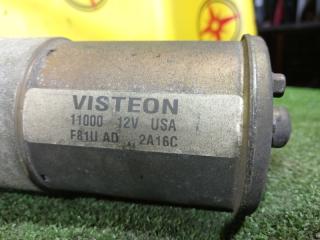 VISTEON
11000 12V USA
F81U AD 2A16C